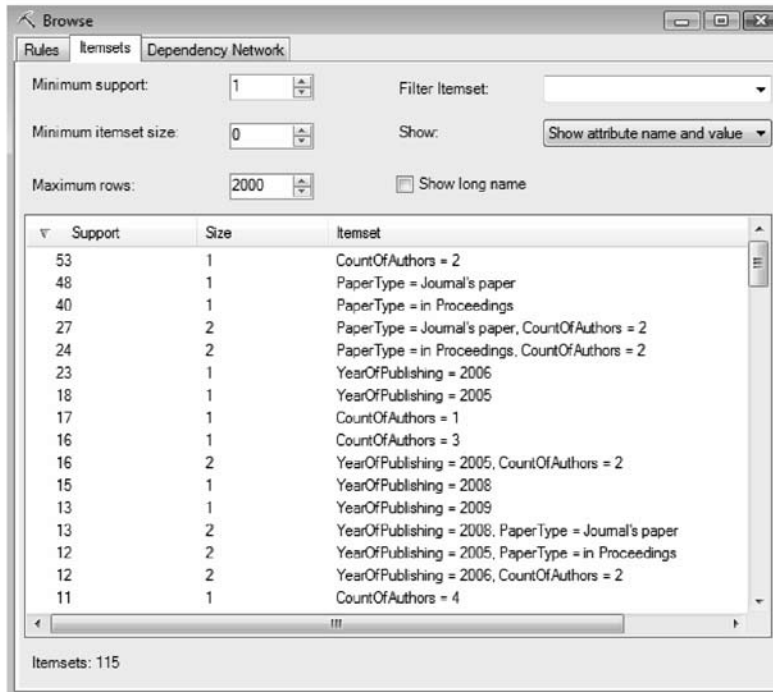 Browse
Rules Itemsets Dependency Network
Minimum support: 1 Filter Itemset:
Minimum itemset size: 0 Show: Show attribute name and value
Maximum rows: 2000 Show long name
Support Size Itemset
53 1 CountOfAuthors = 2
48 1 PaperType = Journal's paper
40 1 PaperType = in Proceedings
27 2 PaperType = Journal's paper, CountOfAuthors = 2
24 2 PaperType = in Proceedings, CountOfAuthors = 2
23 1 YearOfPublishing = 2006
18 1 YearOfPublishing = 2005
17 1 CountOfAuthors = 1
16 1 CountOfAuthors = 3
16 2 YearOfPublishing = 2005, CountOfAuthors = 2
15 1 YearOfPublishing = 2008
13 1 YearOfPublishing = 2009
13 2 YearOfPublishing = 2008, PaperType = Journal's paper
12 2 YearOfPublishing = 2005, PaperType = in Proceedings
12 2 YearOfPublishing = 2006, CountOfAuthors = 2
11 1 CountOfAuthors = 4
Itemsets: 115